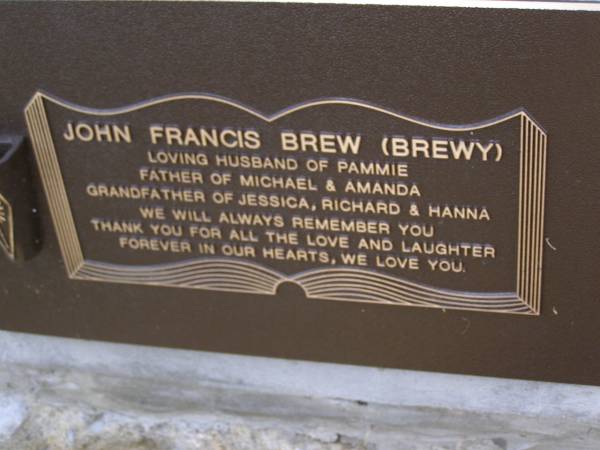 JOHN FRANCIS BREW (BREWY)
LOVING HUSBAND OF PAMMIE
FATHER OF MICHAEL & AMANDA
GRANDFATHER OF JESSICA, RICHARD & HANNA
WE WILL ALWAYS REMEMBER YOU
THANK YOU FOR ALL THE LOVE AND LAUGHTER
FOREVER IN OUR HEARTS, WE LOVE YOU.